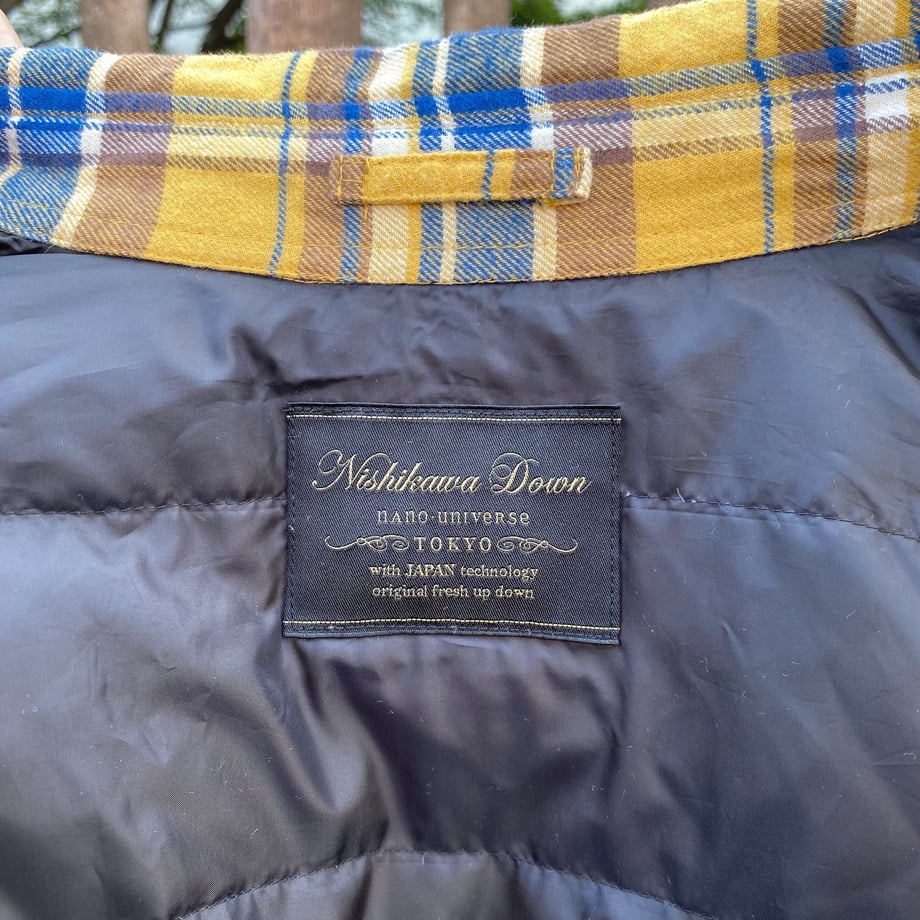 Nishikawa Down
nano·universe
TOKYO
with JAPAN technology
original fresh up down